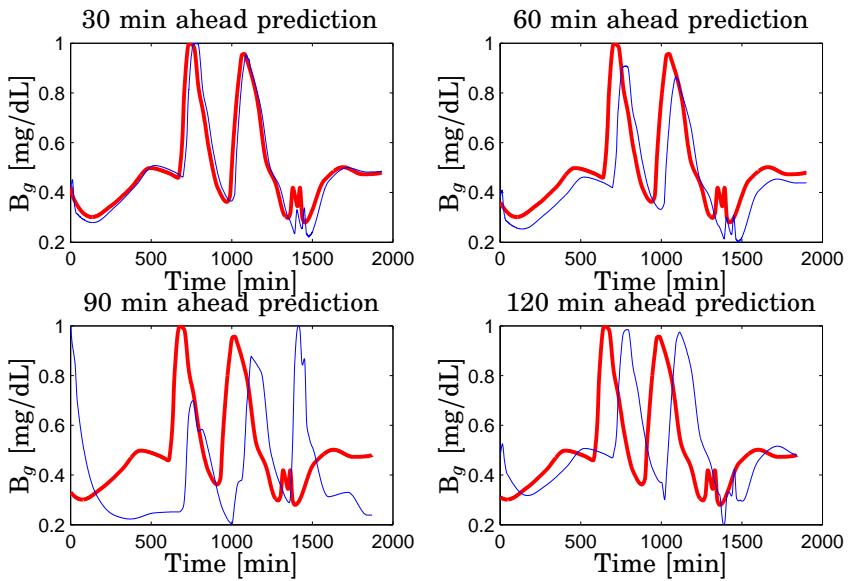 30 min ahead prediction
1
0.8
0.6
0.4
0.2
B_g [mg/dL]
0 500 1000 1500 2000
Time [min]
60 min ahead prediction
1
0.8
0.6
0.4
0.2
B_g [mg/dL]
0 500 1000 1500 2000
Time [min]
90 min ahead prediction
1
0.8
0.6
0.4
0.2
B_g [mg/dL]
0 500 1000 1500 2000
Time [min]
120 min ahead prediction
1
0.8
0.6
0.4
0.2
B_g [mg/dL]
0 500 1000 1500 2000
Time [min]